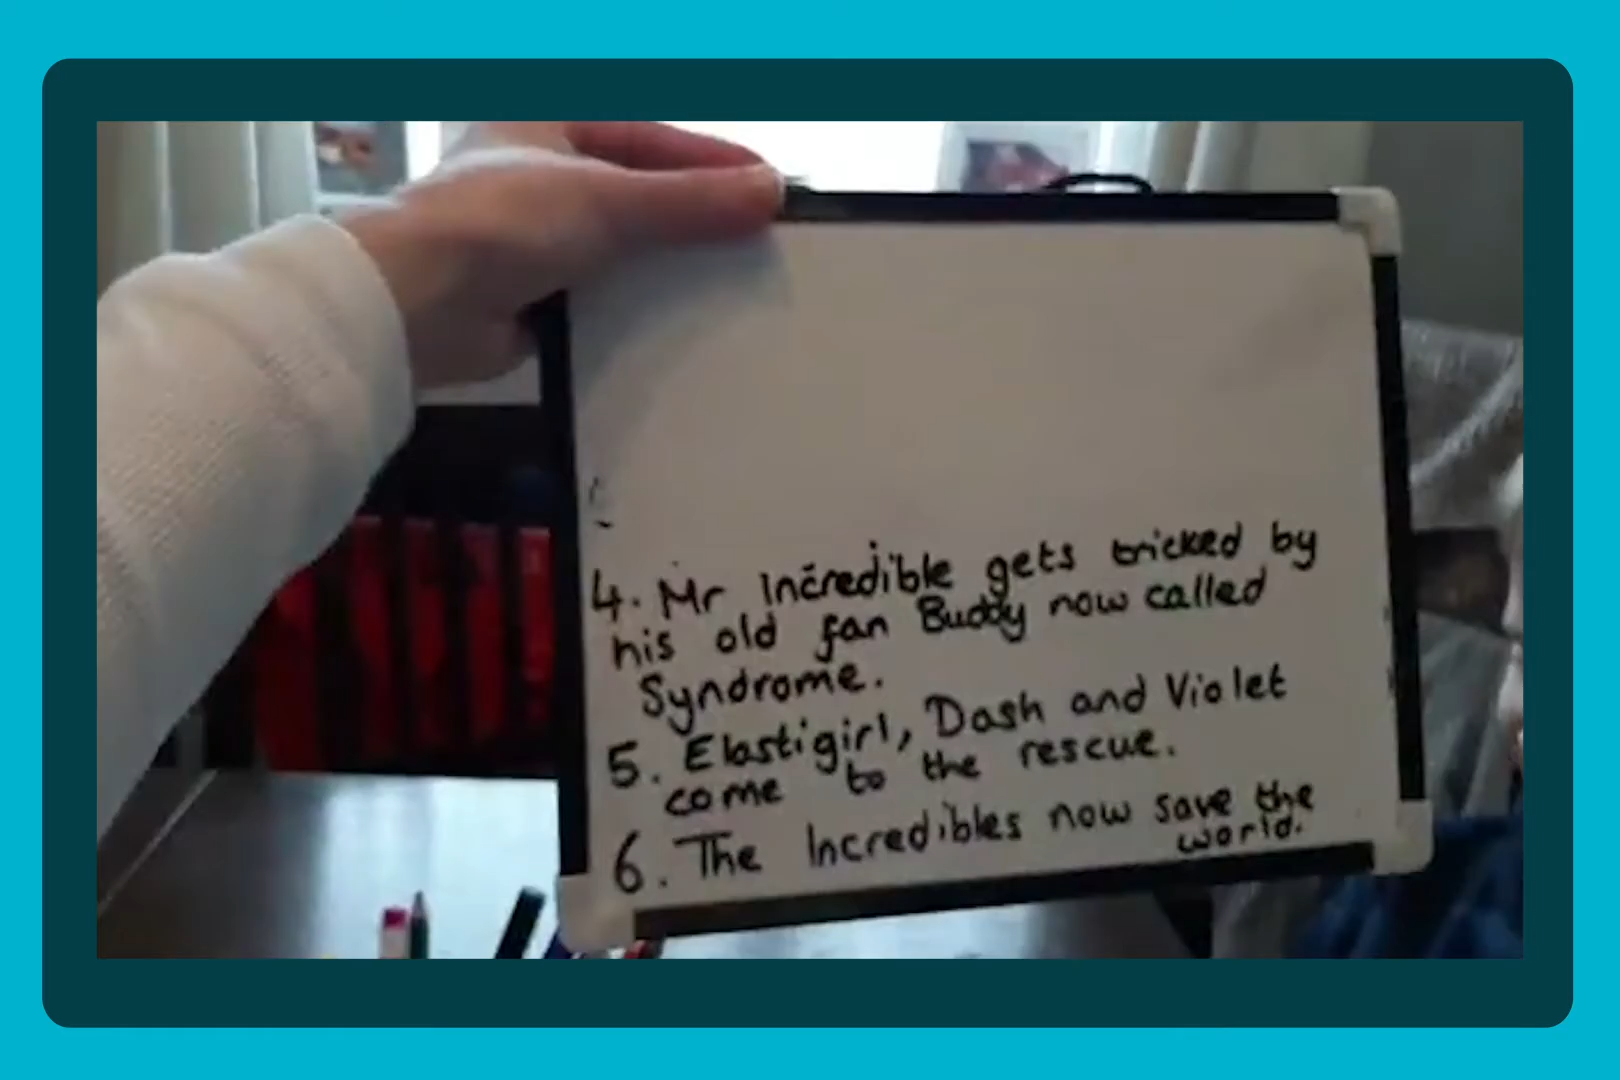 4. Mr Incredible gets tricked by
his old fan Buddy now called
Syndrome.
5. Elastigirl, Dash and Violet
come to the rescue.
6. The Incredibles now save the
world.